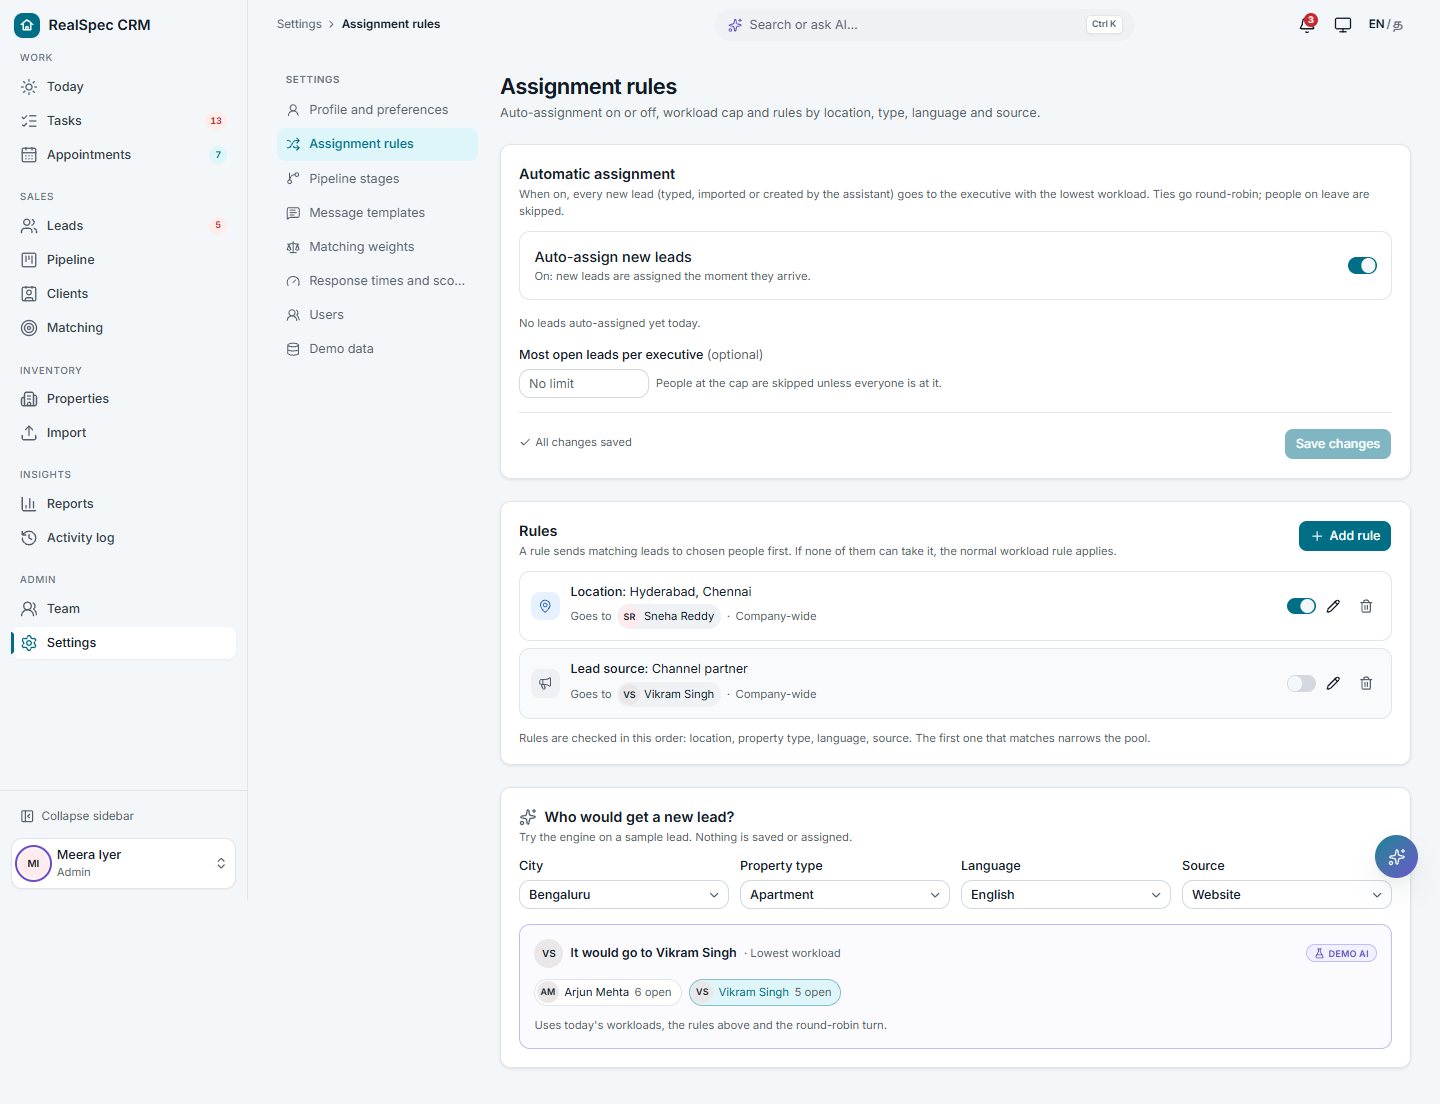 RealSpec CRM
WORK
Today
Tasks 13
Appointments 7
SALES
Leads 5
Pipeline
Clients
Matching
INVENTORY
Properties
Import
INSIGHTS
Reports
Activity log
ADMIN
Team
Settings
Collapse sidebar
MI
Meera Iyer
Admin
Settings > Assignment rules
Search or ask AI... Ctrl K
3
EN / த
SETTINGS
Profile and preferences
Assignment rules
Pipeline stages
Message templates
Matching weights
Response times and sco...
Users
Demo data
Assignment rules
Auto-assignment on or off, workload cap and rules by location, type, language and source.
Automatic assignment
When on, every new lead (typed, imported or created by the assistant) goes to the executive with the lowest workload. Ties go round-robin; people on leave are
skipped.
Auto-assign new leads
On: new leads are assigned the moment they arrive.
No leads auto-assigned yet today.
Most open leads per executive (optional)
No limit People at the cap are skipped unless everyone is at it.
All changes saved
Save changes
Rules
Add rule
A rule sends matching leads to chosen people first. If none of them can take it, the normal workload rule applies.
Location: Hyderabad, Chennai
Goes to SR Sneha Reddy · Company-wide
Lead source: Channel partner
Goes to VS Vikram Singh · Company-wide
Rules are checked in this order: location, property type, language, source. The first one that matches narrows the pool.
Who would get a new lead?
Try the engine on a sample lead. Nothing is saved or assigned.
City Property type Language Source
Bengaluru Apartment English Website
VS It would go to Vikram Singh · Lowest workload DEMO AI
AM Arjun Mehta 6 open VS Vikram Singh 5 open
Uses today's workloads, the rules above and the round-robin turn.